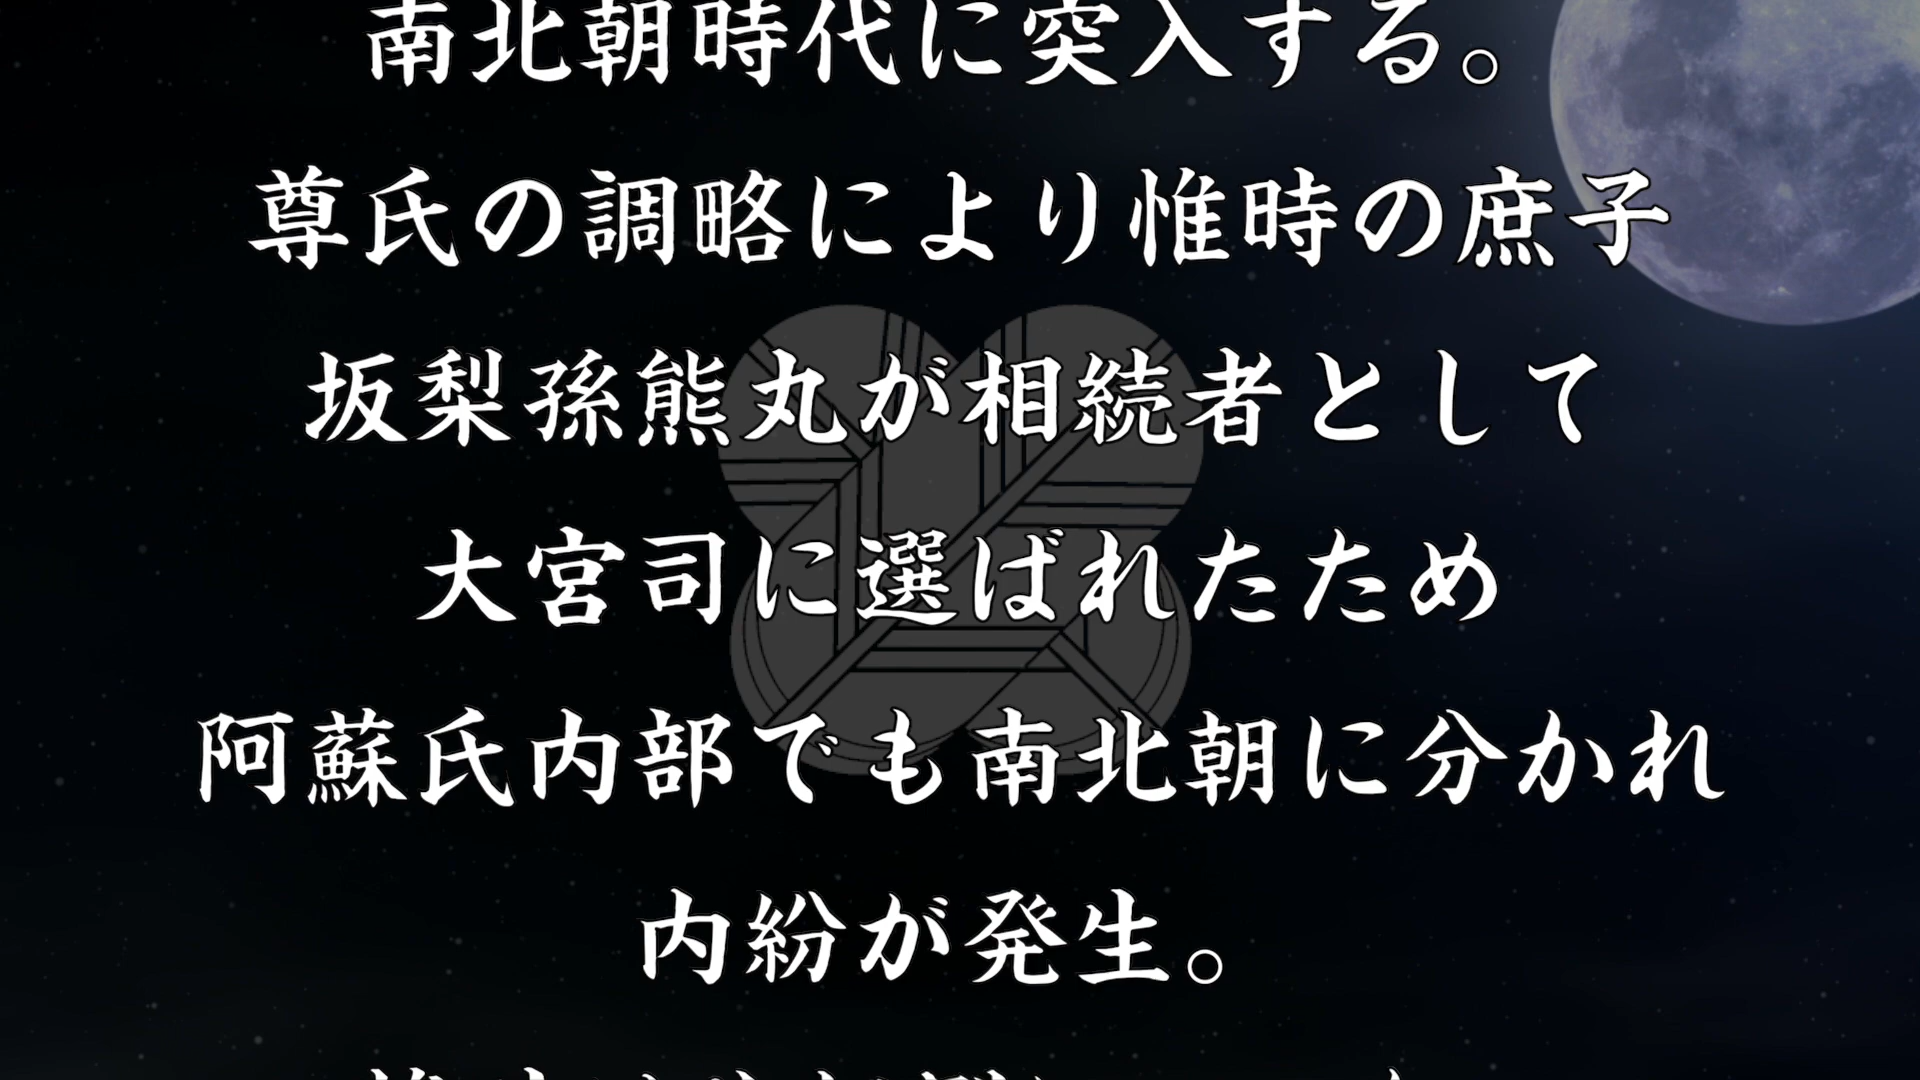 南北朝時代に突入する。
尊氏の調略により惟時の庶子
坂梨孫熊丸が相続者として
大宮司に選ばれたため
阿蘇氏内部でも南北朝に分かれ
内紛が発生。